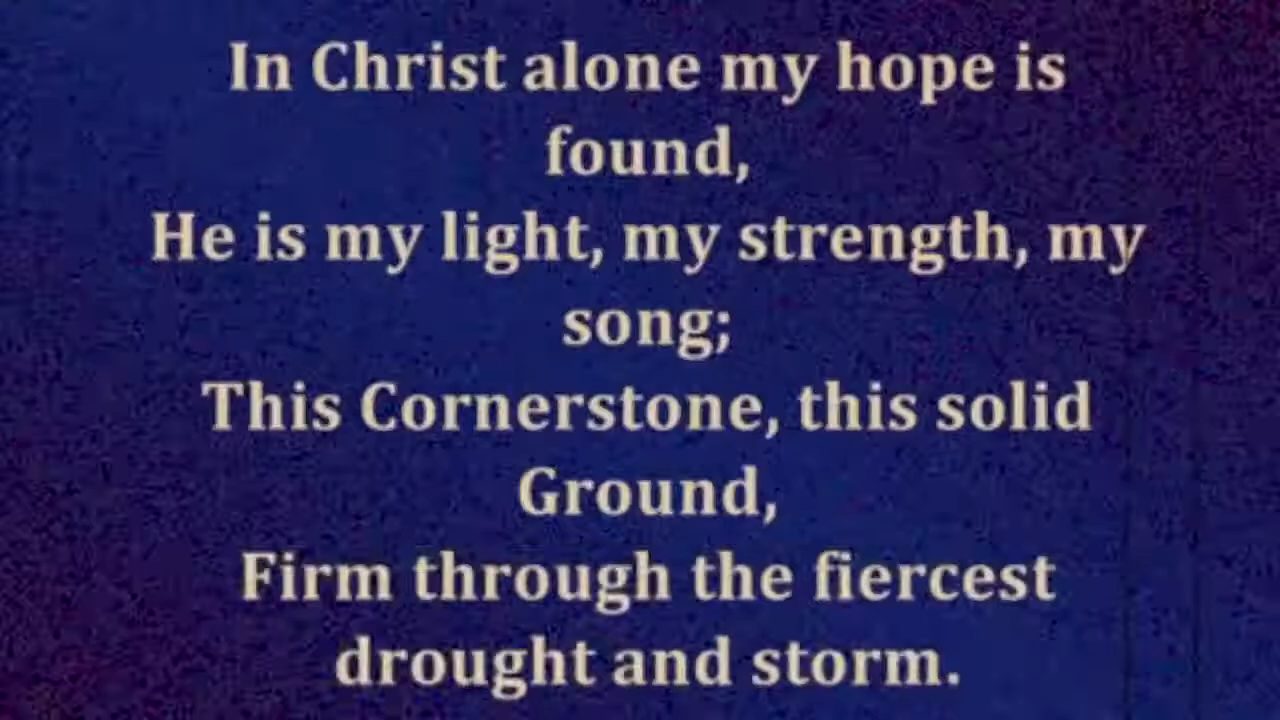 In Christ alone my hope is
found,
He is my light, my strength, my
song;
This Cornerstone, this solid
Ground,
Firm through the fiercest
drought and storm.